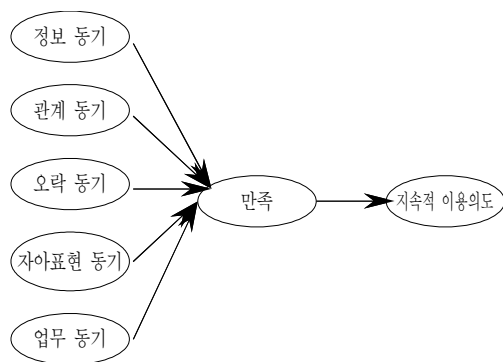 정보 동기
관계 동기
오락 동기
만족
지속적 이용의도
자아표현 동기
업무 동기